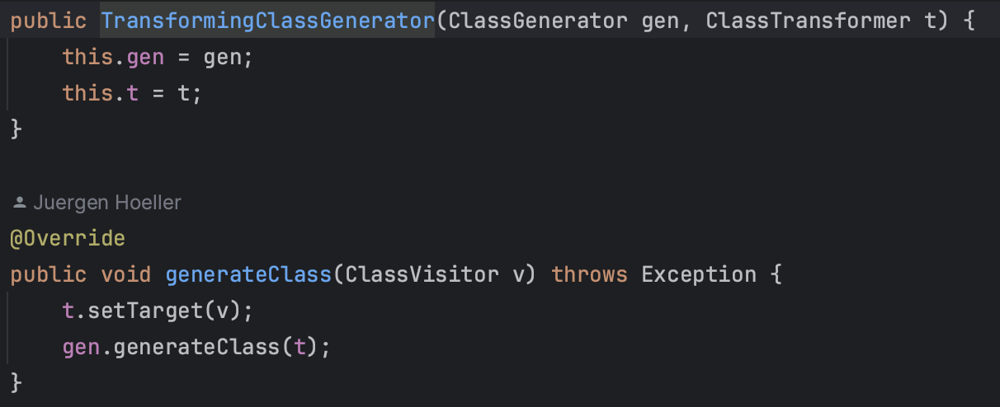 public TransformingClassGenerator(ClassGenerator gen, ClassTransformer t) {
    this.gen = gen;
    this.t = t;
}
Juergen Hoeller
@Override
public void generateClass(ClassVisitor v) throws Exception {
    t.setTarget(v);
    gen.generateClass(t);
}